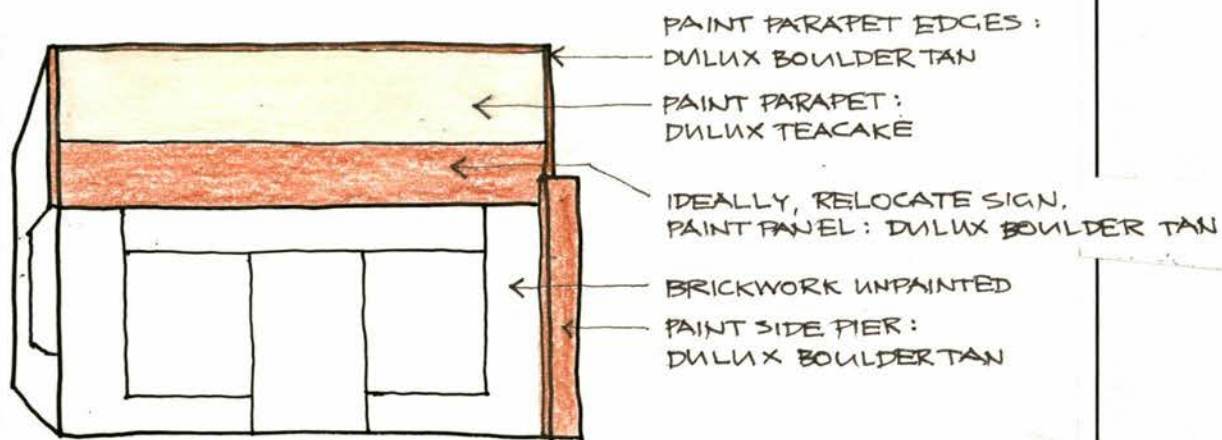 PAINT PARAPET EDGES:
DULUX BOULDER TAN
PAINT PARAPET:
DULUX TEACAKE
IDEALLY, RELOCATE SIGN.
PAINT PANEL: DULUX BOULDER TAN
BRICKWORK UNPAINTED
PAINT SIDE PIER:
DULUX BOULDER TAN